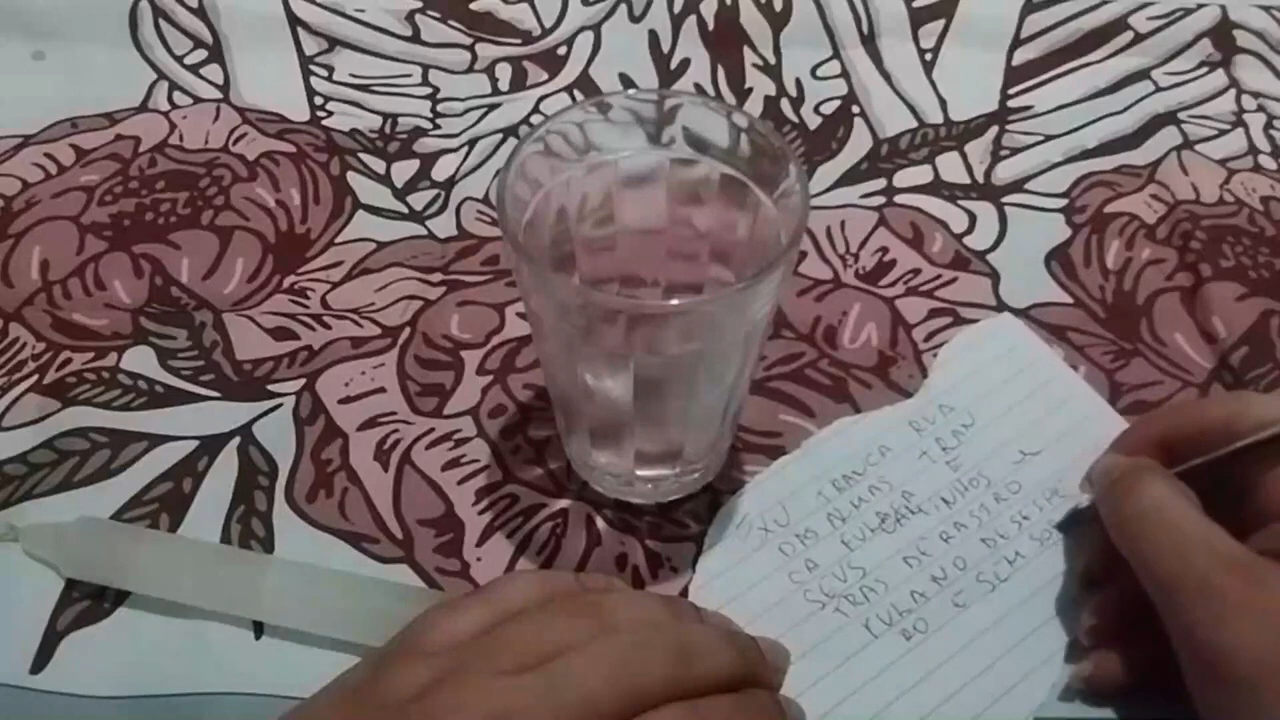 EXU TRANCA RUA
DAS ALMAS TRAN
CA FULANA E
SEUS CAMINHOS e
TRAS DE RASTRO
FULANO DESESPE
RO E SEM SO